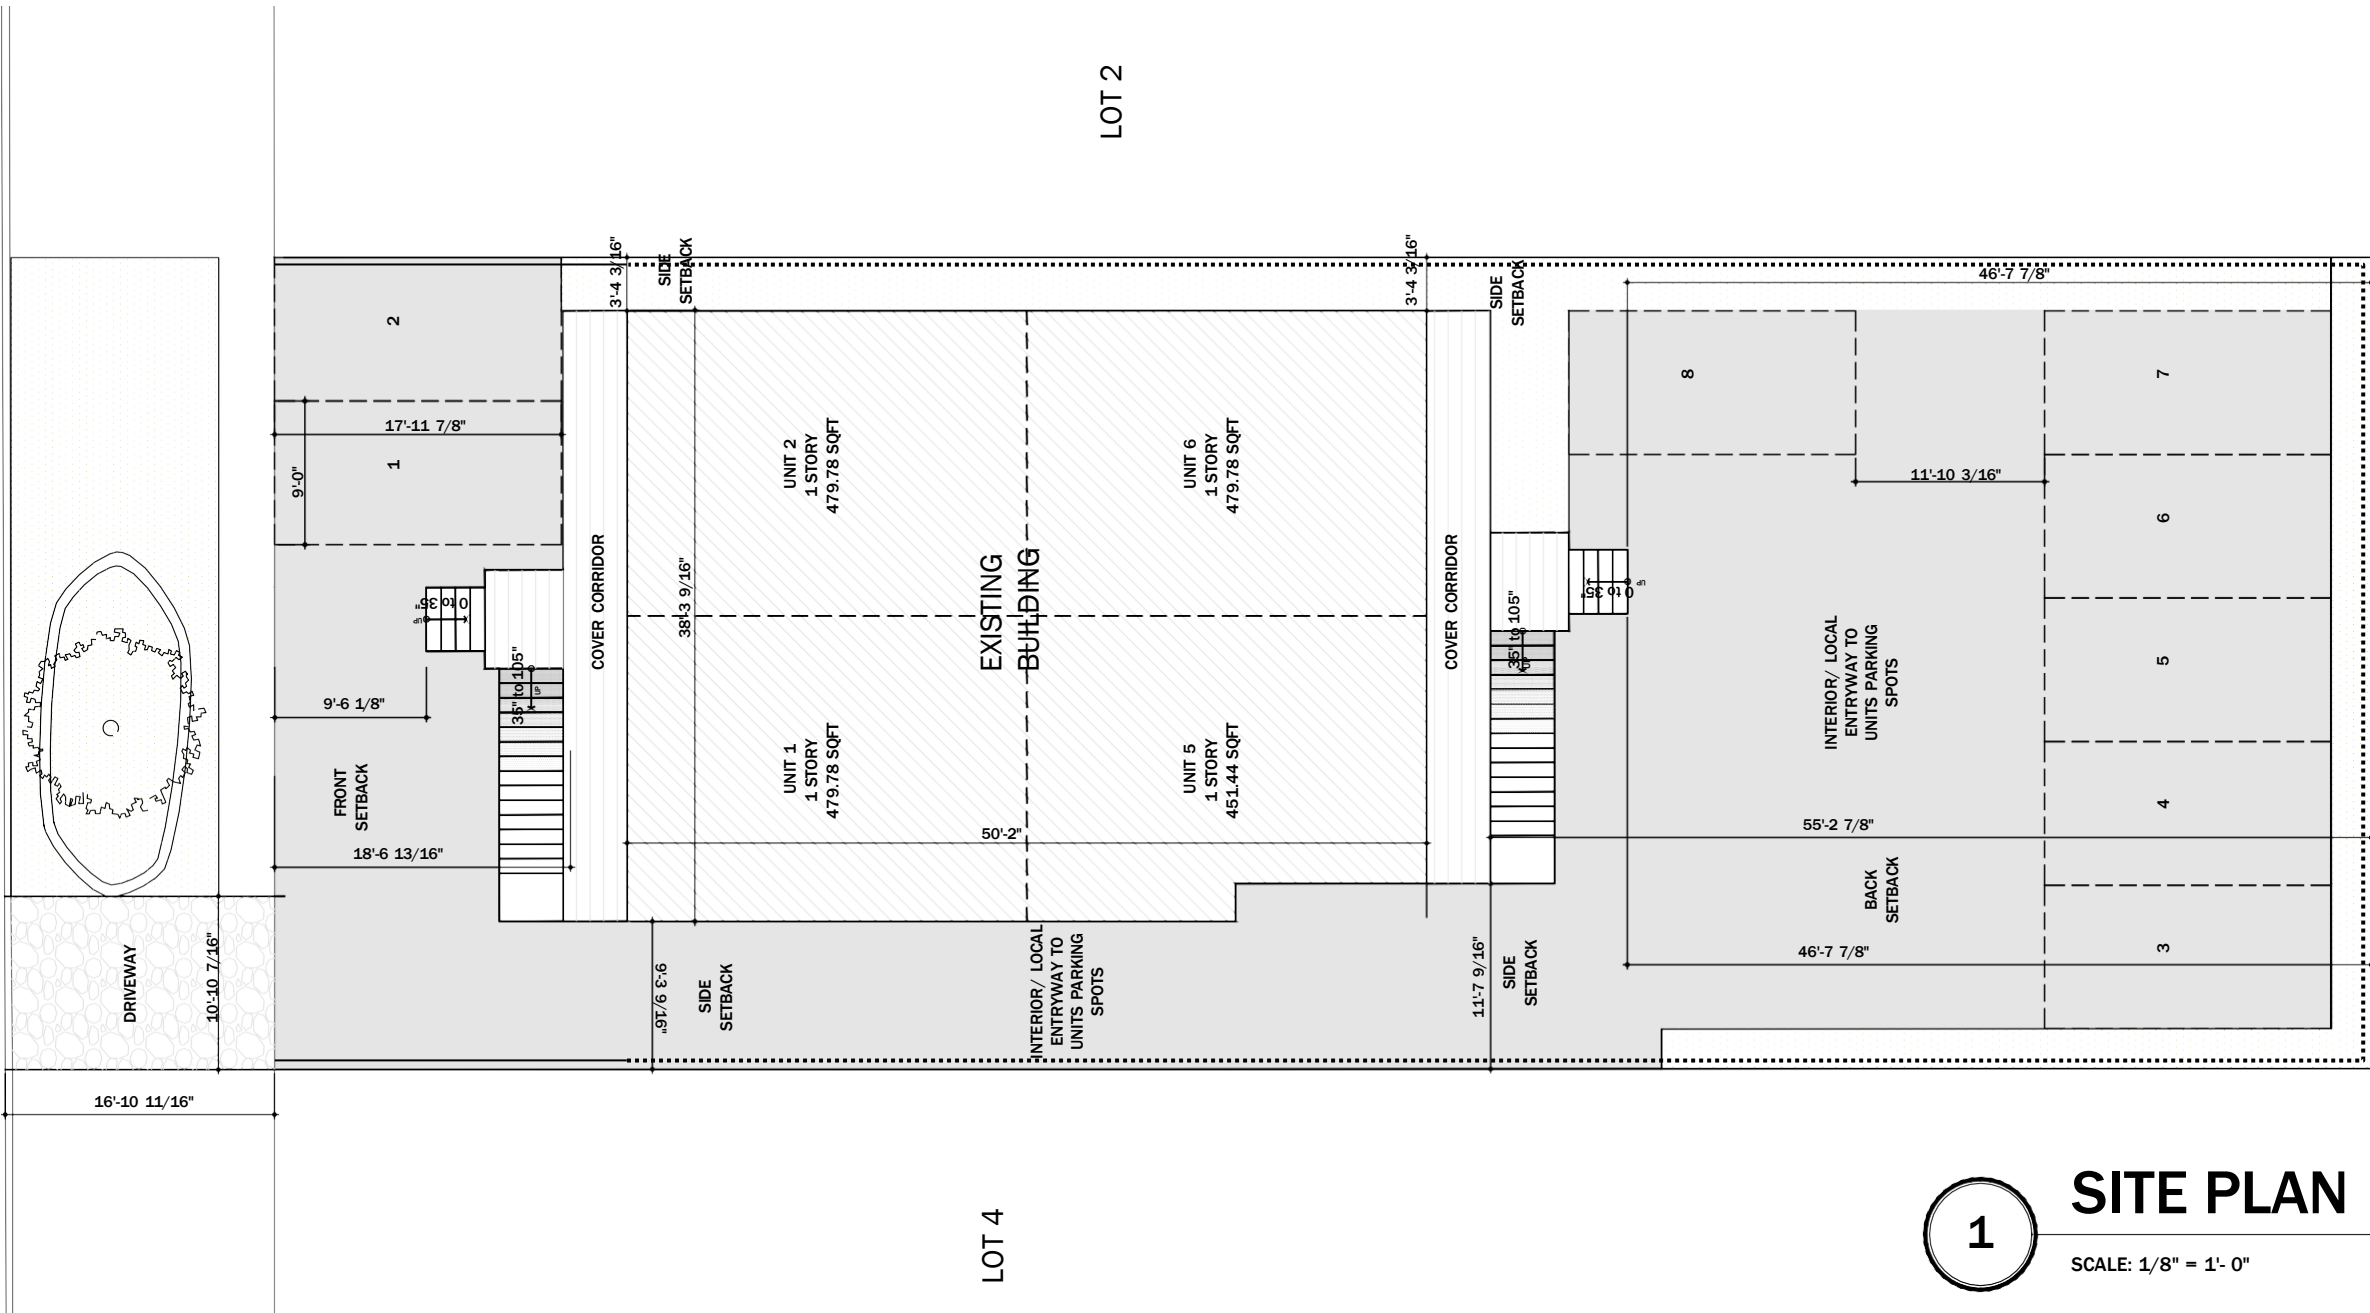 LOT 2
3'-4 3/16"
SIDE
SETBACK
3'-4 3/16"
SIDE
SETBACK
46'-7 7/8"
2
17'-11 7/8"
1
9'-0"
UNIT 2
1 STORY
479.78 SQFT
UNIT 6
1 STORY
479.78 SQFT
8
7
11'-10 3/16"
6
COVER CORRIDOR
38'-3 9/16"
EXISTING
BUILDING
COVER CORRIDOR
0 to 35"
UP
35" to 105"
UP
0 to 35"
UP
35" to 105"
UP
INTERIOR/ LOCAL
ENTRYWAY TO
UNITS PARKING
SPOTS
5
9'-6 1/8"
FRONT
SETBACK
18'-6 13/16"
UNIT 1
1 STORY
479.78 SQFT
UNIT 5
1 STORY
451.44 SQFT
50'-2"
4
55'-2 7/8"
BACK
SETBACK
46'-7 7/8"
3
DRIVEWAY
10'-10 7/16"
9'-3 9/16"
SIDE
SETBACK
INTERIOR/ LOCAL
ENTRYWAY TO
UNITS PARKING
SPOTS
11'-7 9/16"
SIDE
SETBACK
16'-10 11/16"
LOT 4
1
SITE PLAN
SCALE: 1/8" = 1'- 0"